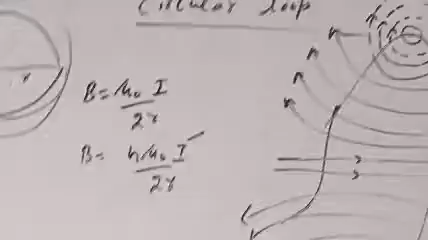 Circular loop
r
B = μ₀ I
2r
B = nμ₀ I
2r
n
n
n
n